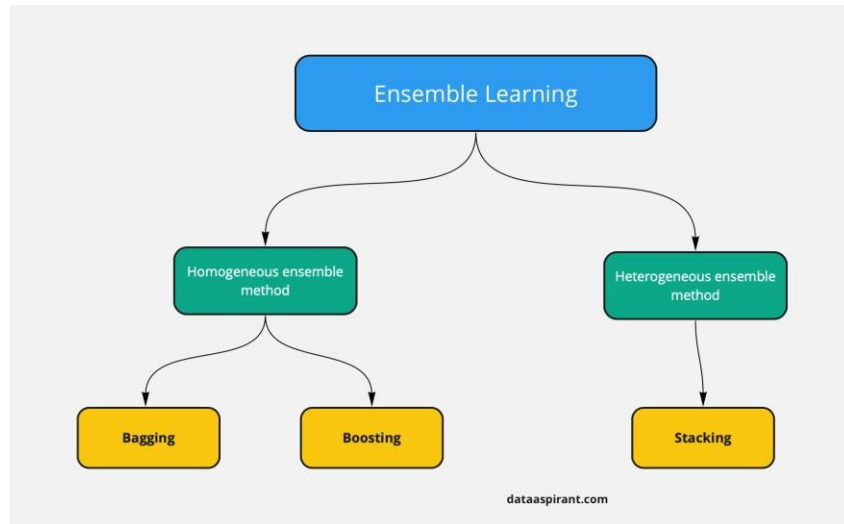 Ensemble Learning
Homogeneous ensemble
method
Heterogeneous ensemble
method
Bagging
Boosting
Stacking
dataaspirant.com